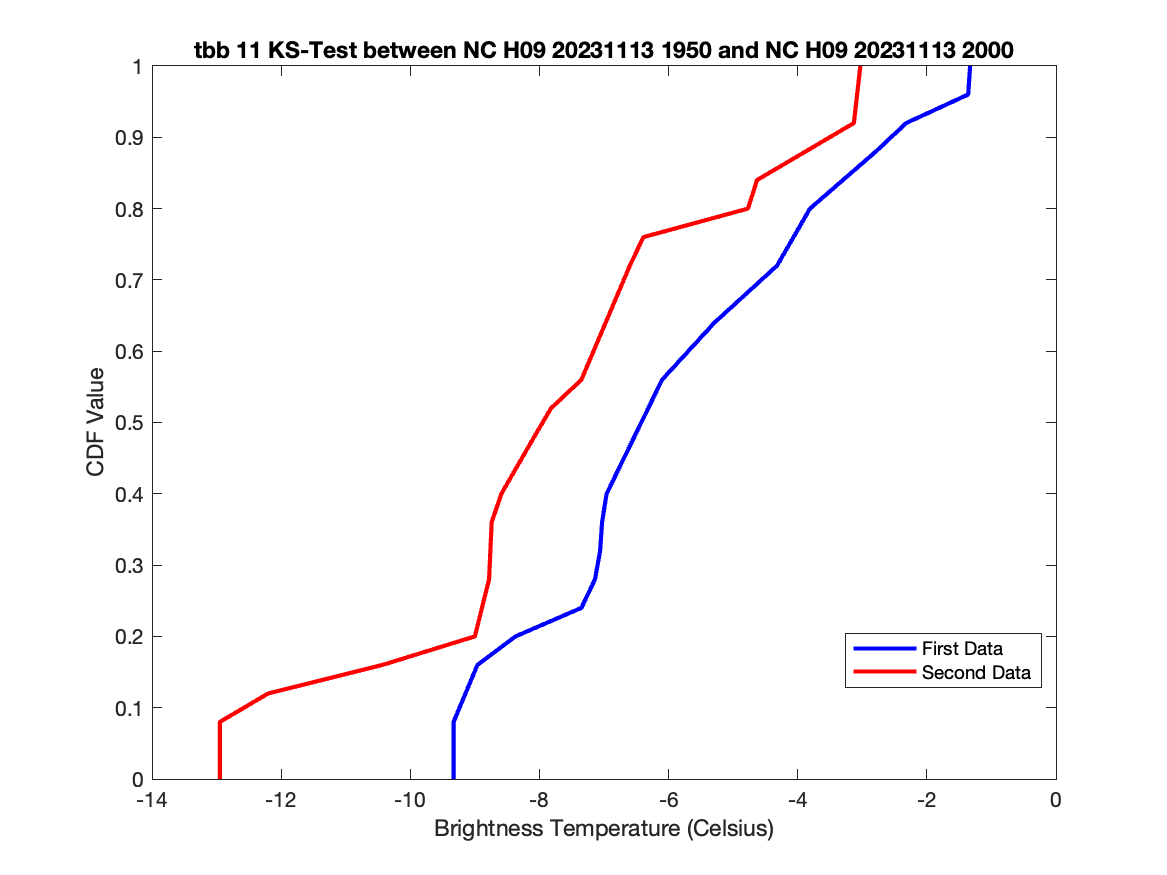 tbb 11 KS-Test between NC H09 20231113 1950 and NC H09 20231113 2000
1
0.9
0.8
0.7
0.6
0.5
0.4
0.3
0.2
0.1
0
CDF Value
-14 -12 -10 -8 -6 -4 -2 0
Brightness Temperature (Celsius)
First Data
Second Data